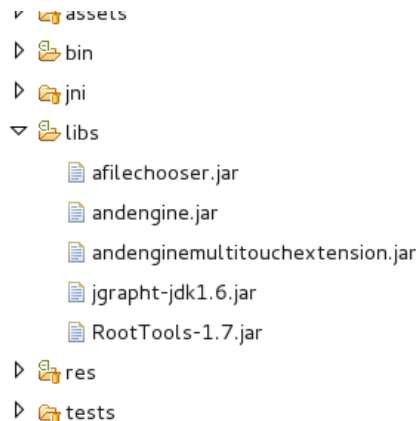 assets
bin
jni
libs
afilechooser.jar
andengine.jar
andenginemultitouchextension.jar
jgrapht-jdk1.6.jar
RootTools-1.7.jar
res
tests